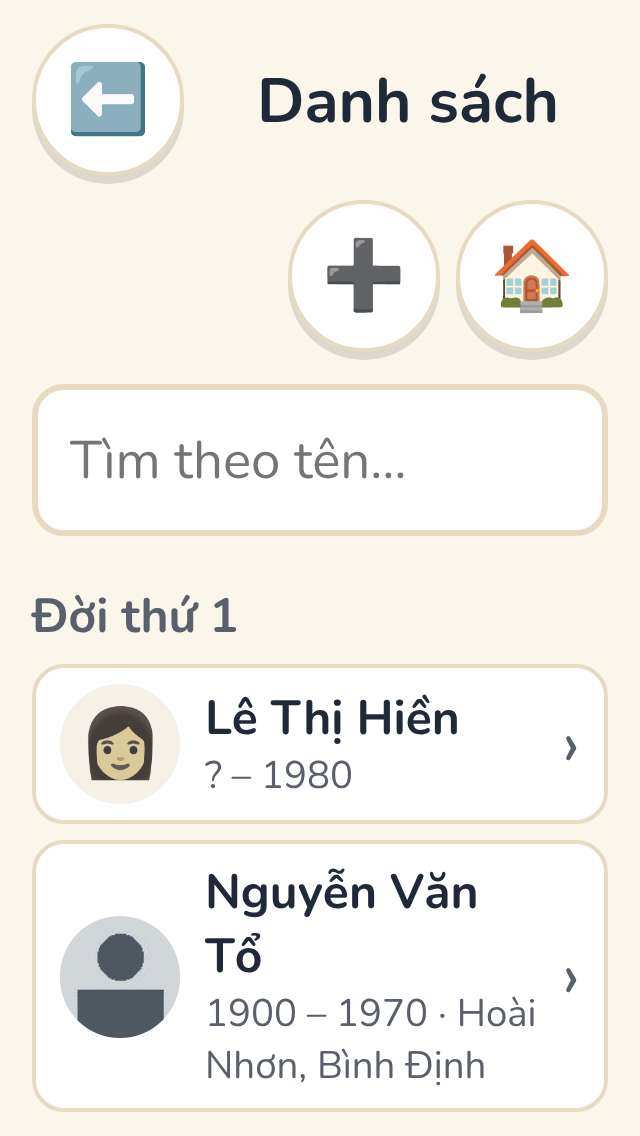 Danh sách
Tìm theo tên...
Đời thứ 1
Lê Thị Hiền
? – 1980
Nguyễn Văn
Tổ
1900 – 1970 · Hoài
Nhơn, Bình Định